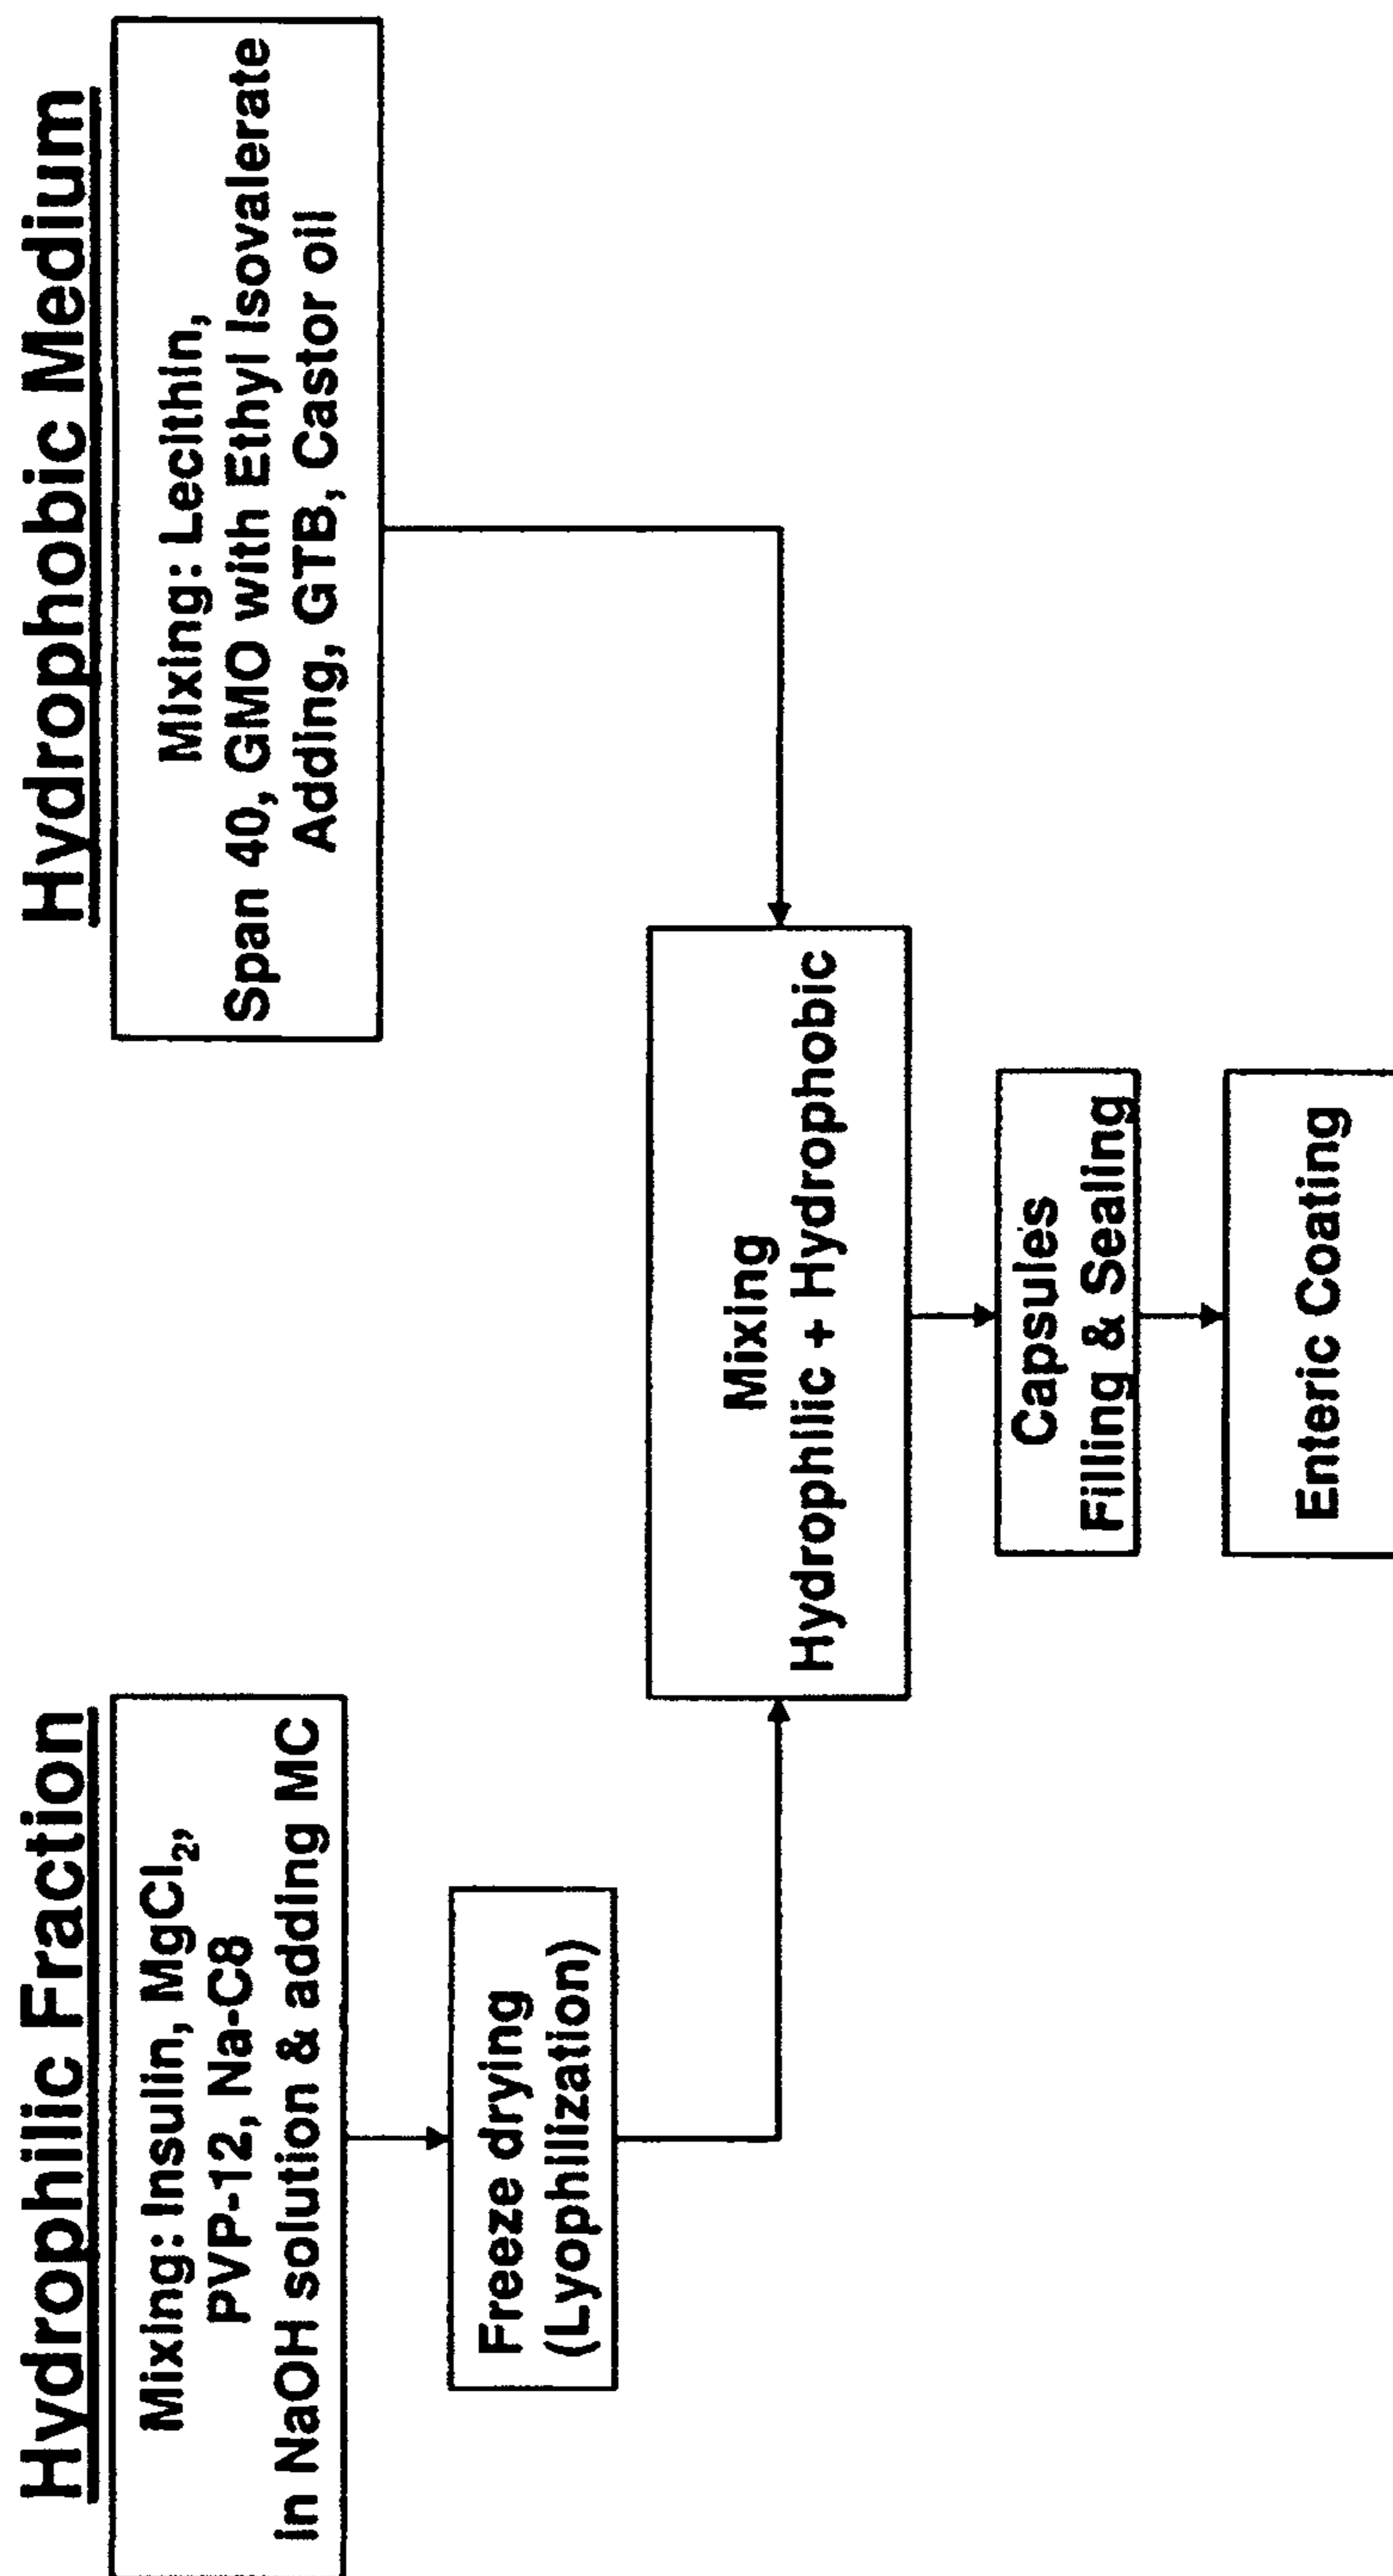 Hydrophilic Fraction
Mixing: Insulin, MgCl₂,
PVP-12, Na-C8
in NaOH solution & adding MC
Freeze drying
(Lyophilization)
Hydrophobic Medium
Mixing: Lecithin,
Span 40, GMO with Ethyl Isovalerate
Adding, GTB, Castor oil
Mixing
Hydrophilic + Hydrophobic
Capsules
Filling & Sealing
Enteric Coating